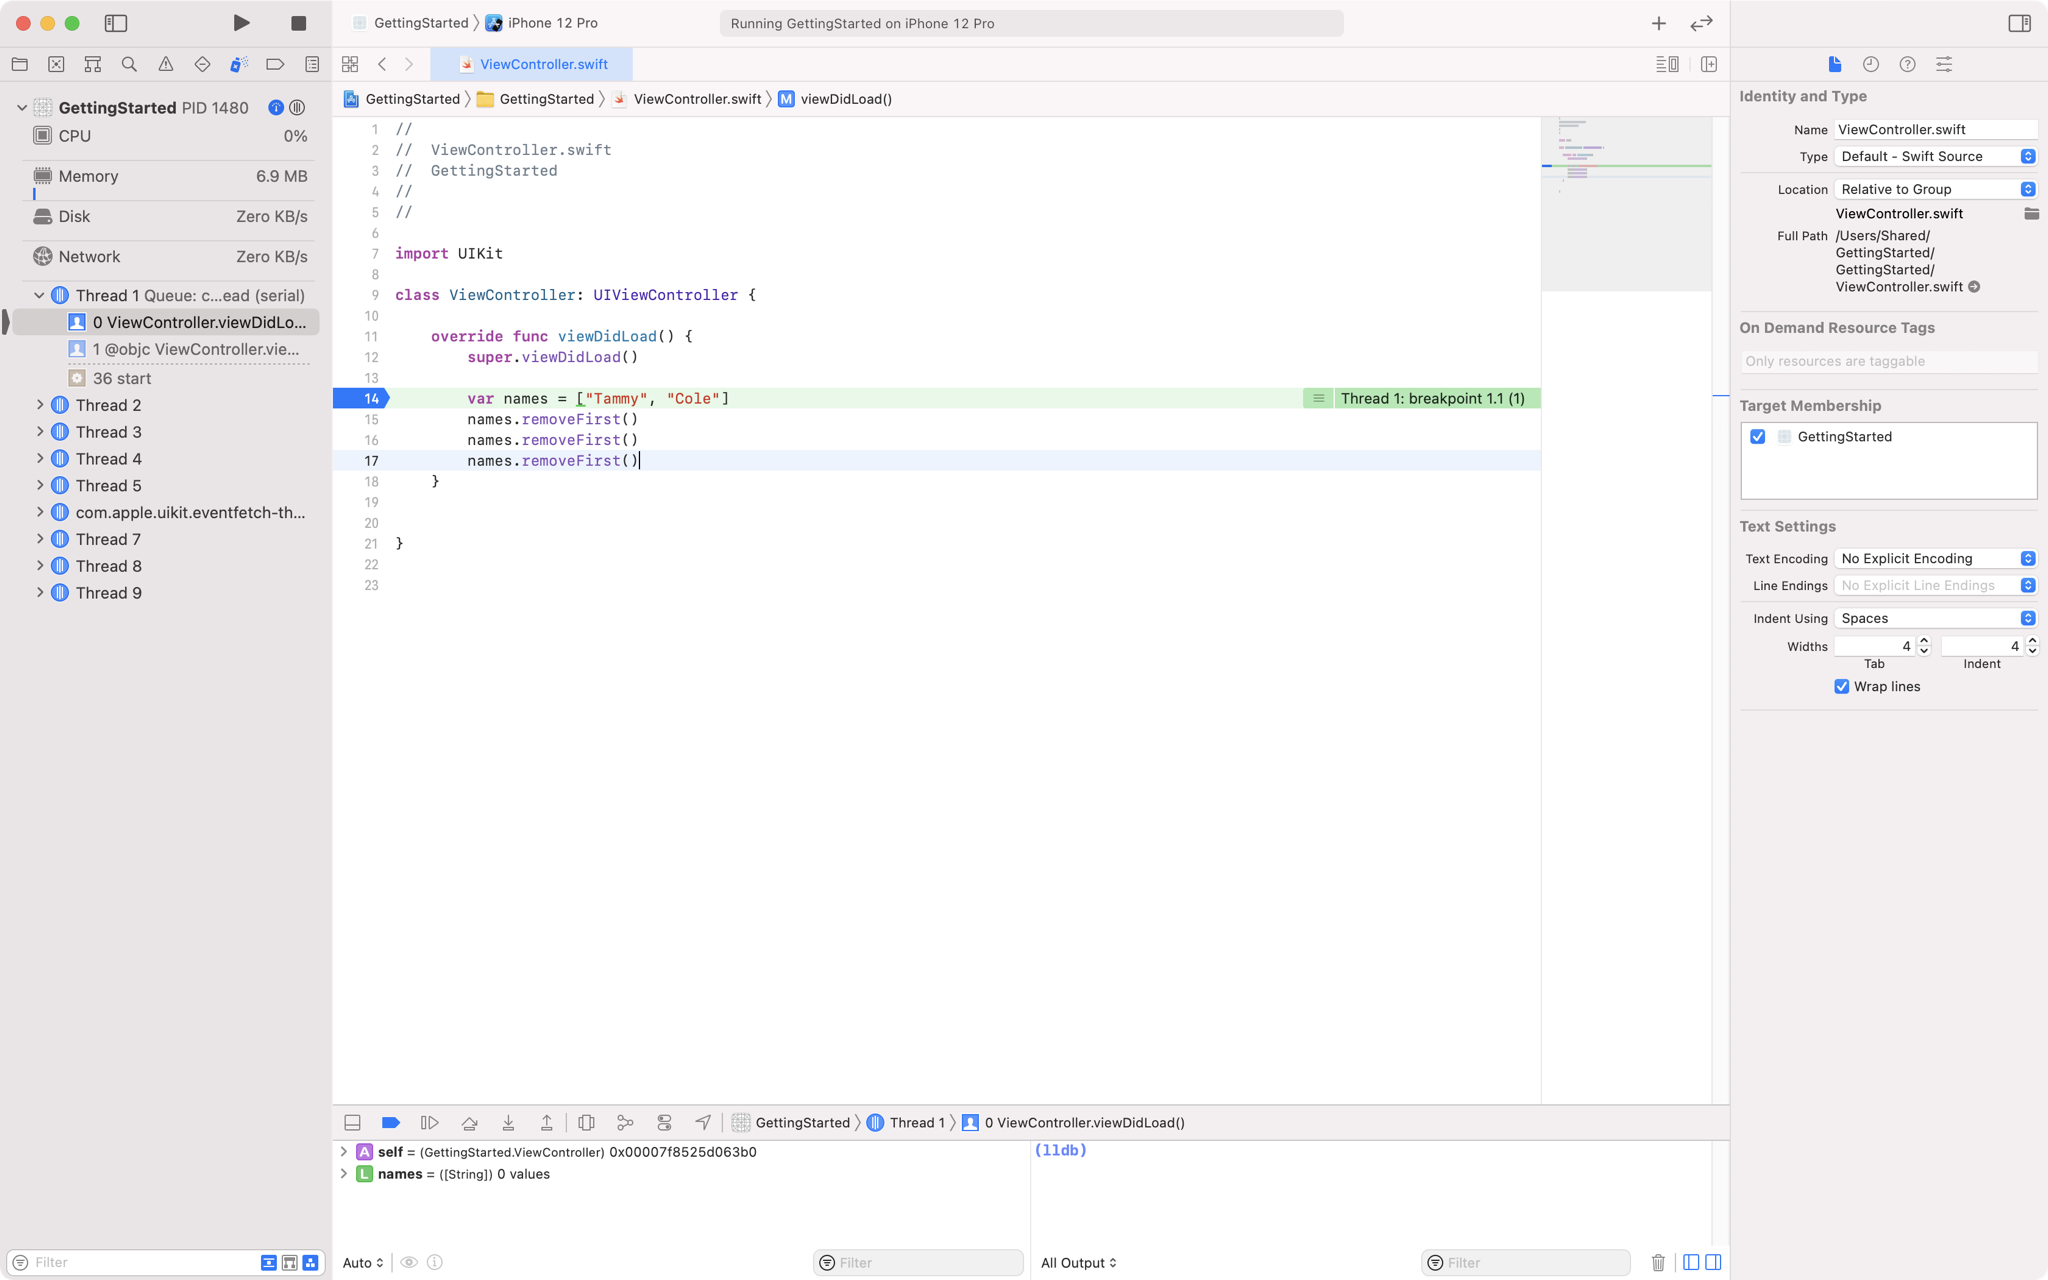 GettingStarted
iPhone 12 Pro
Running GettingStarted on iPhone 12 Pro
ViewController.swift
GettingStarted PID 1480
CPU 0%
Memory 6.9 MB
Disk Zero KB/s
Network Zero KB/s
Thread 1 Queue: c...ead (serial)
0 ViewController.viewDidLo...
1 @objc ViewController.vie...
36 start
Thread 2
Thread 3
Thread 4
Thread 5
com.apple.uikit.eventfetch-th...
Thread 7
Thread 8
Thread 9
Filter
GettingStarted GettingStarted ViewController.swift M viewDidLoad()
1 //
2 //  ViewController.swift
3 //  GettingStarted
4 //
5 //
6
7 import UIKit
8
9 class ViewController: UIViewController {
10
11     override func viewDidLoad() {
12         super.viewDidLoad()
13
14         var names = ["Tammy", "Cole"] Thread 1: breakpoint 1.1 (1)
15         names.removeFirst()
16         names.removeFirst()
17         names.removeFirst()
18     }
19
20
21 }
22
23
GettingStarted Thread 1 0 ViewController.viewDidLoad()
A self = (GettingStarted.ViewController) 0x00007f8525d063b0
L names = ([String]) 0 values
Auto
Filter
(lldb)
All Output
Filter
Identity and Type
Name ViewController.swift
Type Default - Swift Source
Location Relative to Group
ViewController.swift
Full Path /Users/Shared/
GettingStarted/
GettingStarted/
ViewController.swift
On Demand Resource Tags
Only resources are taggable
Target Membership
GettingStarted
Text Settings
Text Encoding No Explicit Encoding
Line Endings No Explicit Line Endings
Indent Using Spaces
Widths 4 4
Tab Indent
Wrap lines